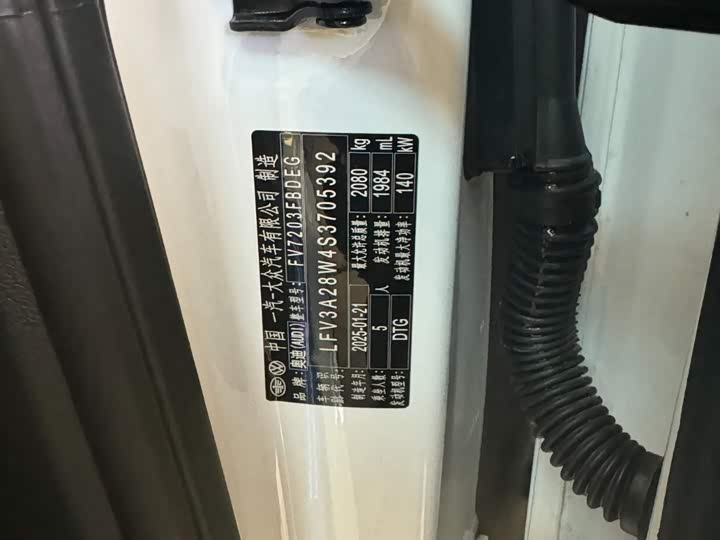 中国 一汽-大众汽车有限公司 制造
品牌: 奥迪(AUDI) 整车型号: FV7203FBDEG
车辆识别代号: LFV3A28W4S3705392
制造年月: 2025-01-21 最大允许总质量: 2080 kg
乘坐人数: 5 人 发动机排量: 1984 mL
发动机型号: DTG 发动机最大净功率: 140 kW